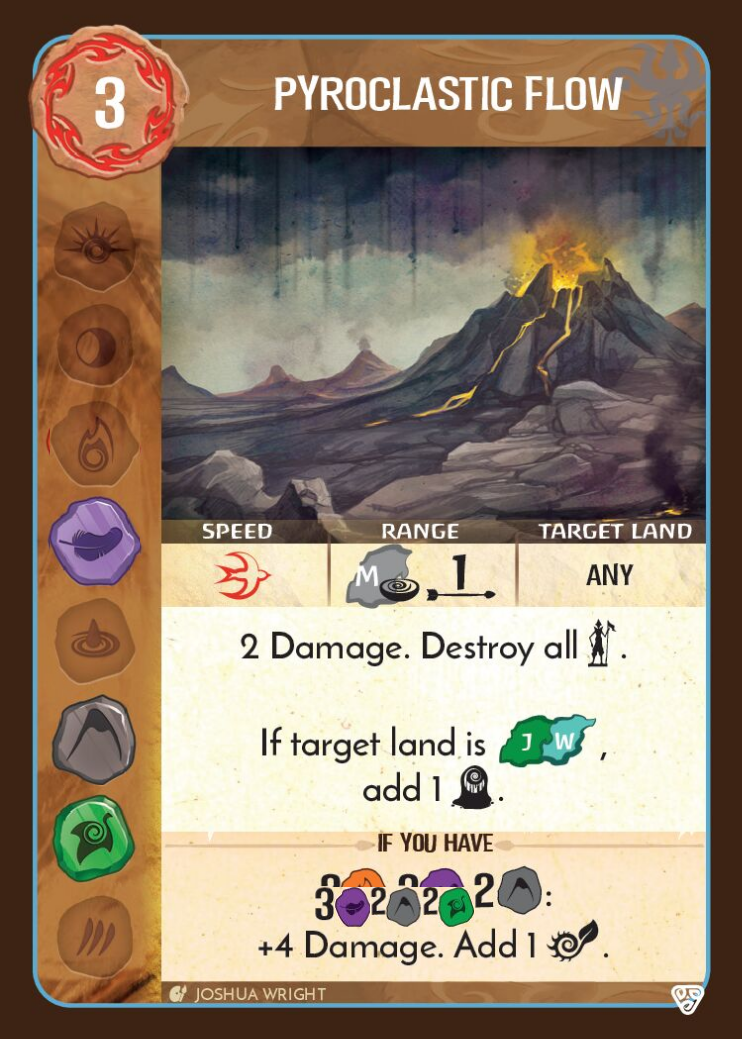 3
PYROCLASTIC FLOW
SPEED RANGE TARGET LAND
M 1 ANY
2 Damage. Destroy all .
If target land is J W ,
add 1 .
IF YOU HAVE
2 :
3 2 2
+4 Damage. Add 1 .
JOSHUA WRIGHT